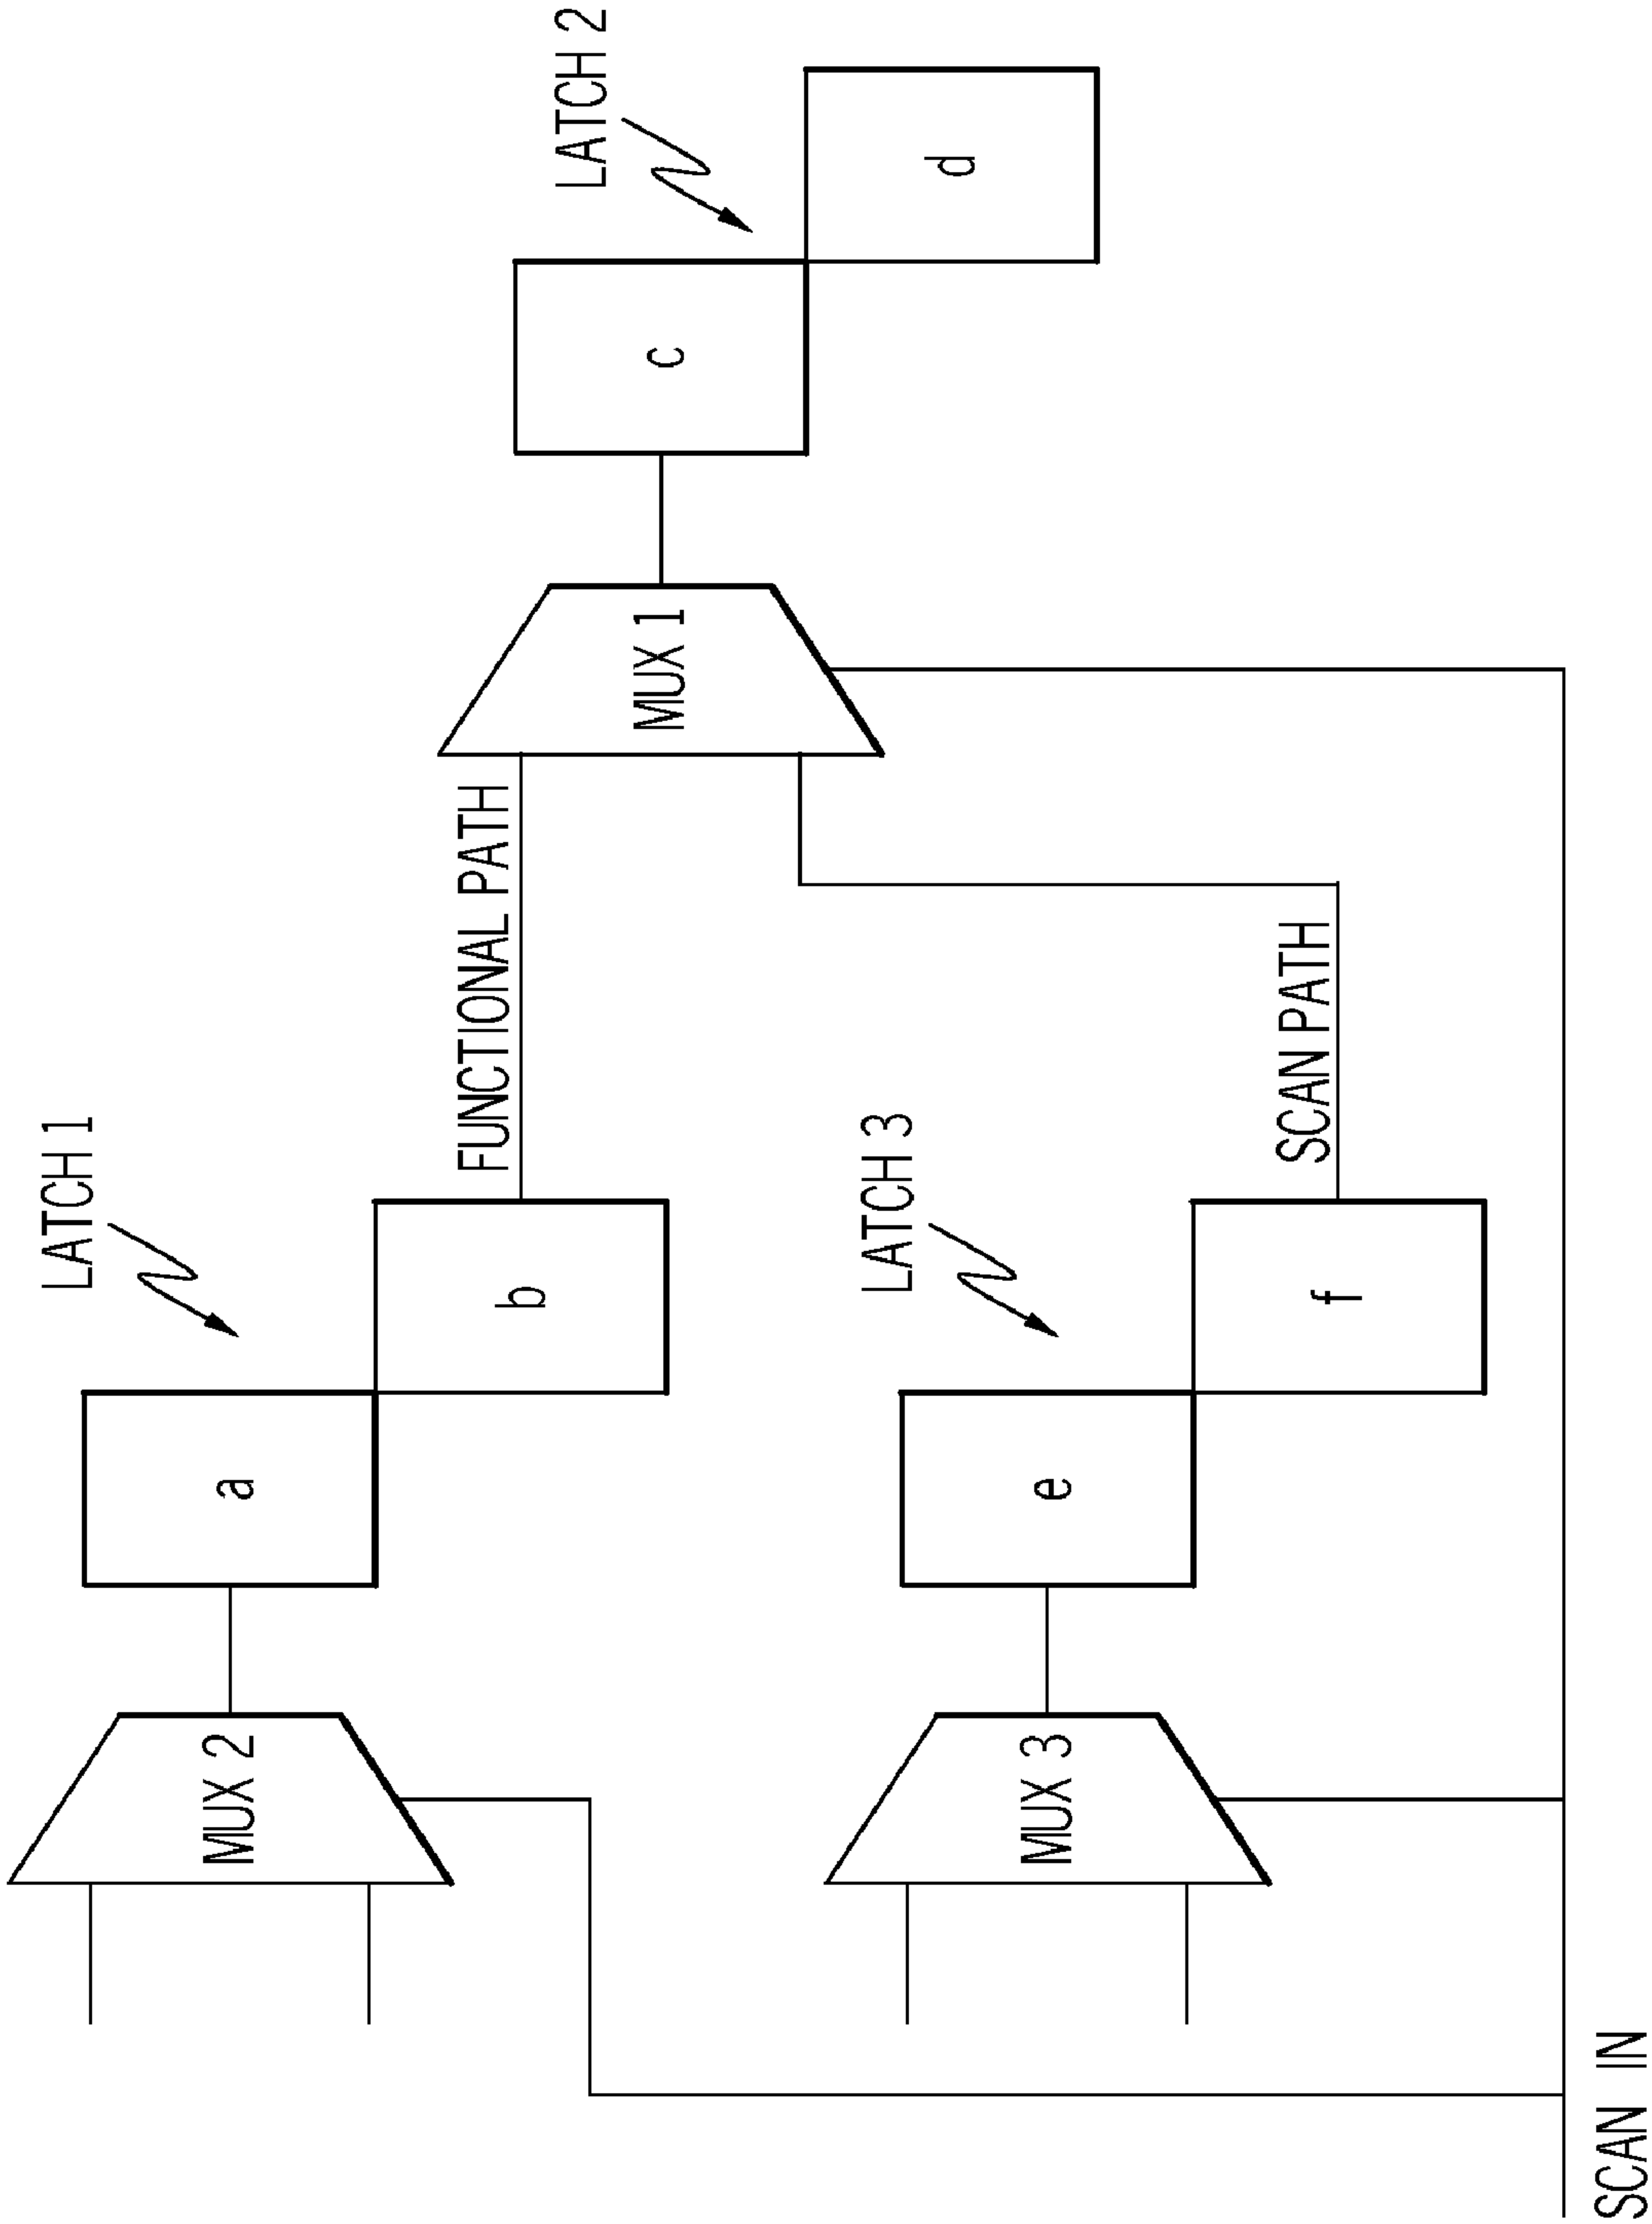 LATCH 1
MUX 2
a
b
FUNCTIONAL PATH
MUX 1
c
LATCH 2
d
LATCH 3
MUX 3
e
f
SCAN PATH
SCAN IN